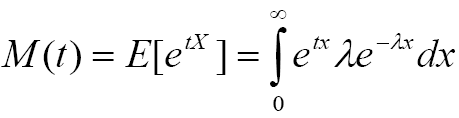 M(t) = E[e^{tX}] = ∫_0^∞ e^{tx} λe^{-λx} dx